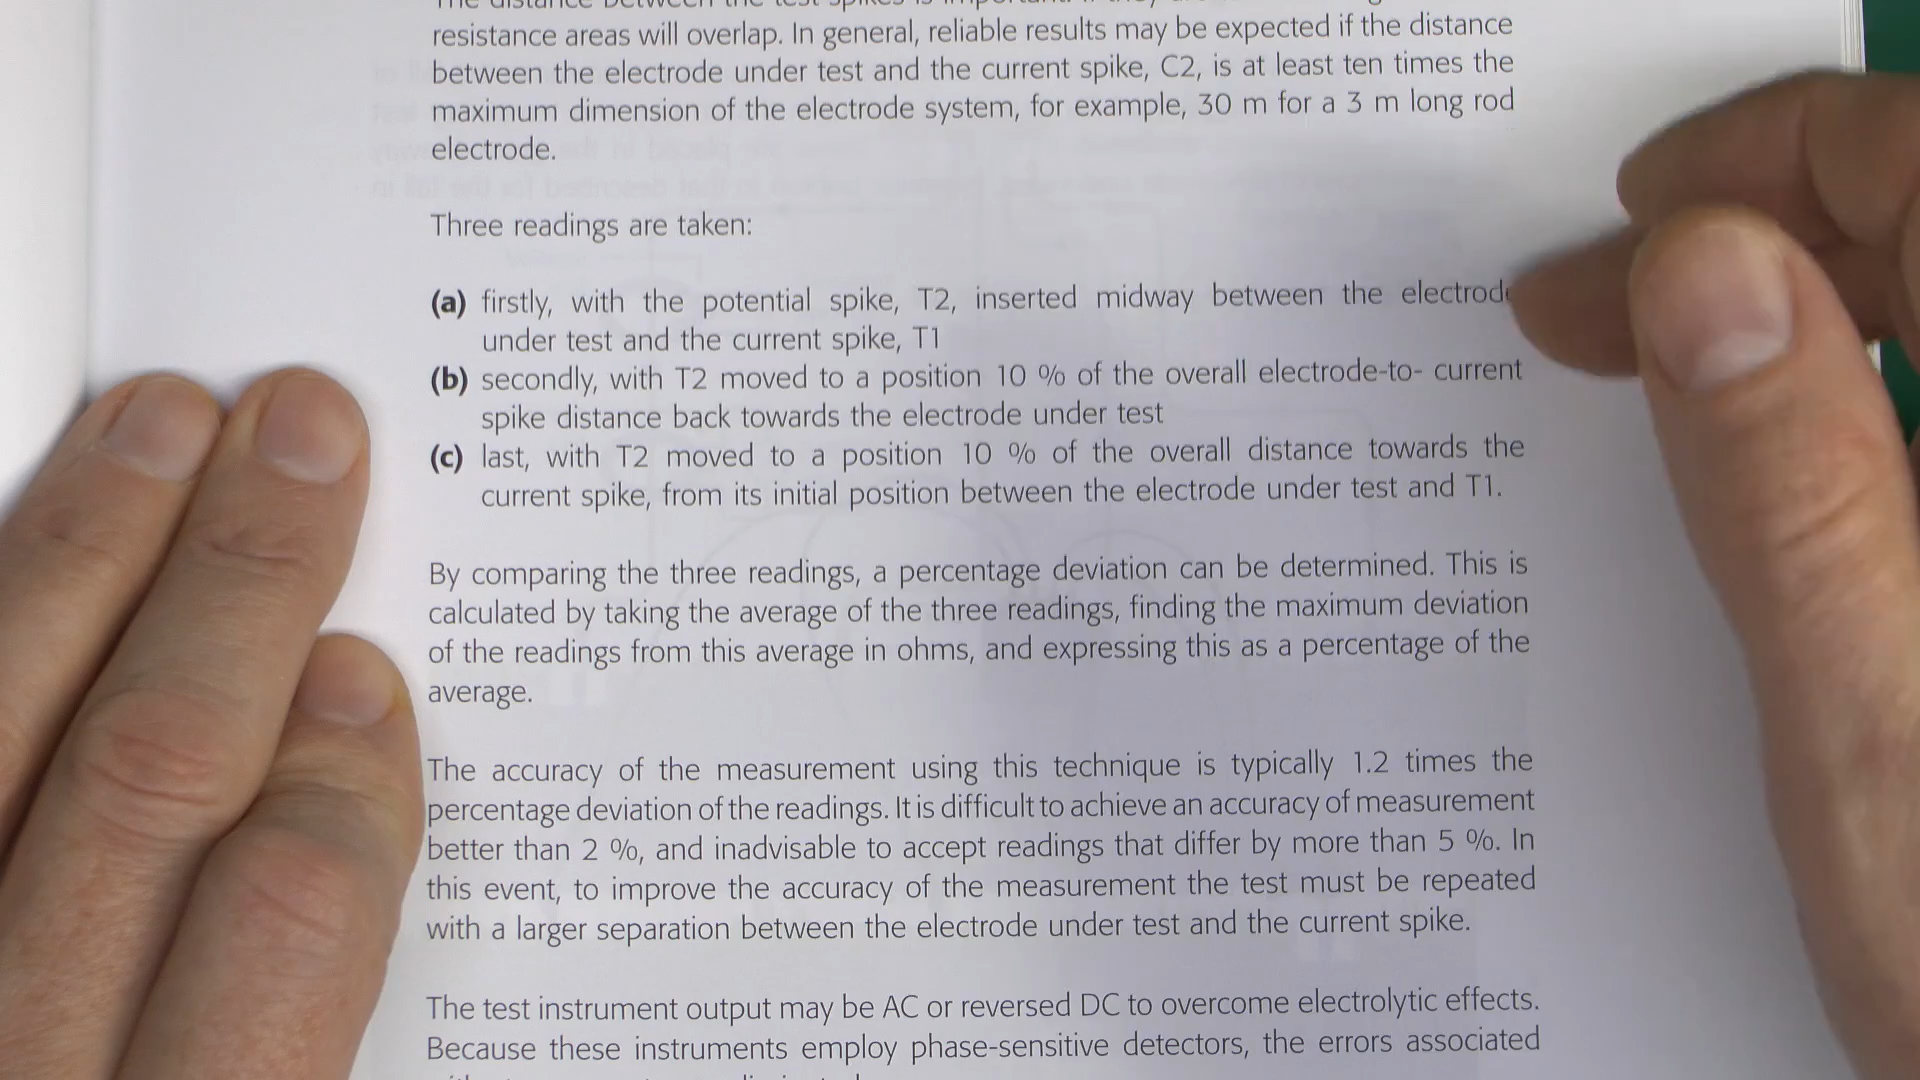 The distance between the test spikes is important. If they are
resistance areas will overlap. In general, reliable results may be expected if the distance
between the electrode under test and the current spike, C2, is at least ten times the
maximum dimension of the electrode system, for example, 30 m for a 3 m long rod
electrode.
Three readings are taken:
(a) firstly, with the potential spike, T2, inserted midway between the electrode
under test and the current spike, T1
(b) secondly, with T2 moved to a position 10 % of the overall electrode-to- current
spike distance back towards the electrode under test
(c) last, with T2 moved to a position 10 % of the overall distance towards the
current spike, from its initial position between the electrode under test and T1.
By comparing the three readings, a percentage deviation can be determined. This is
calculated by taking the average of the three readings, finding the maximum deviation
of the readings from this average in ohms, and expressing this as a percentage of the
average.
The accuracy of the measurement using this technique is typically 1.2 times the
percentage deviation of the readings. It is difficult to achieve an accuracy of measurement
better than 2 %, and inadvisable to accept readings that differ by more than 5 %. In
this event, to improve the accuracy of the measurement the test must be repeated
with a larger separation between the electrode under test and the current spike.
The test instrument output may be AC or reversed DC to overcome electrolytic effects.
Because these instruments employ phase-sensitive detectors, the errors associated